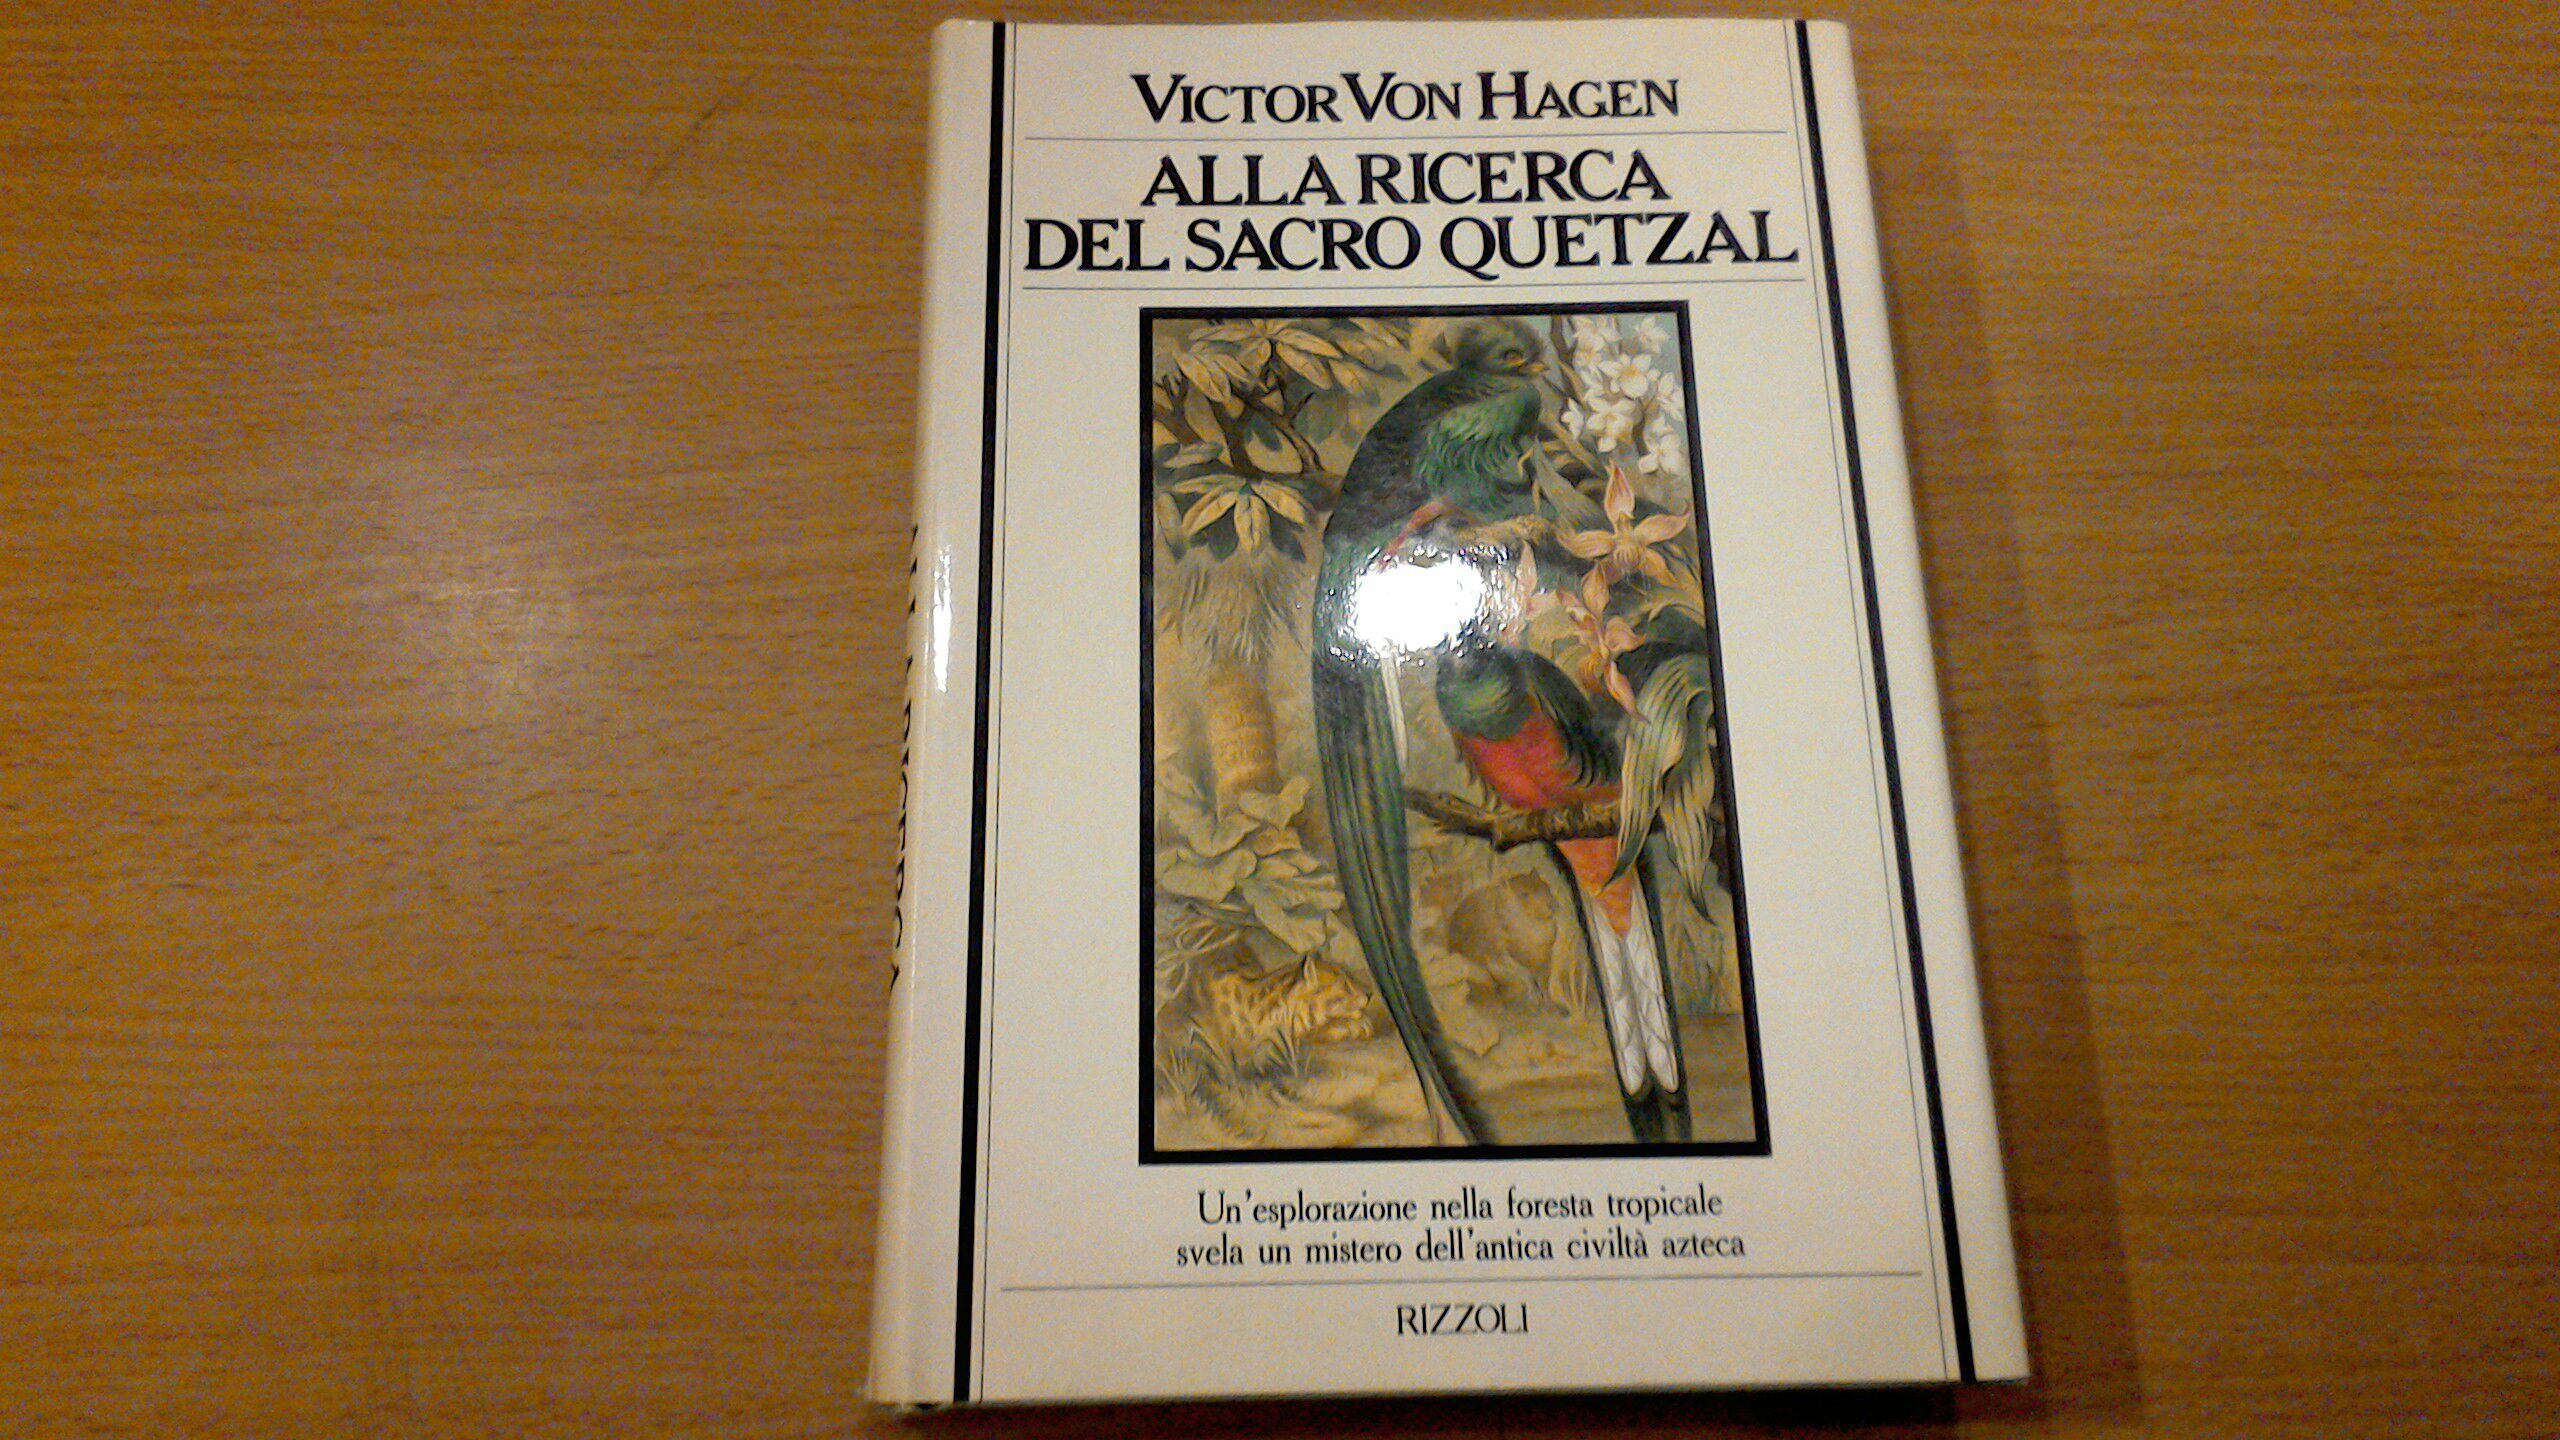 VICTOR VON HAGEN
ALLA RICERCA
DEL SACRO QUETZAL
Un'esplorazione nella foresta tropicale
svela un mistero dell'antica civiltà azteca
RIZZOLI